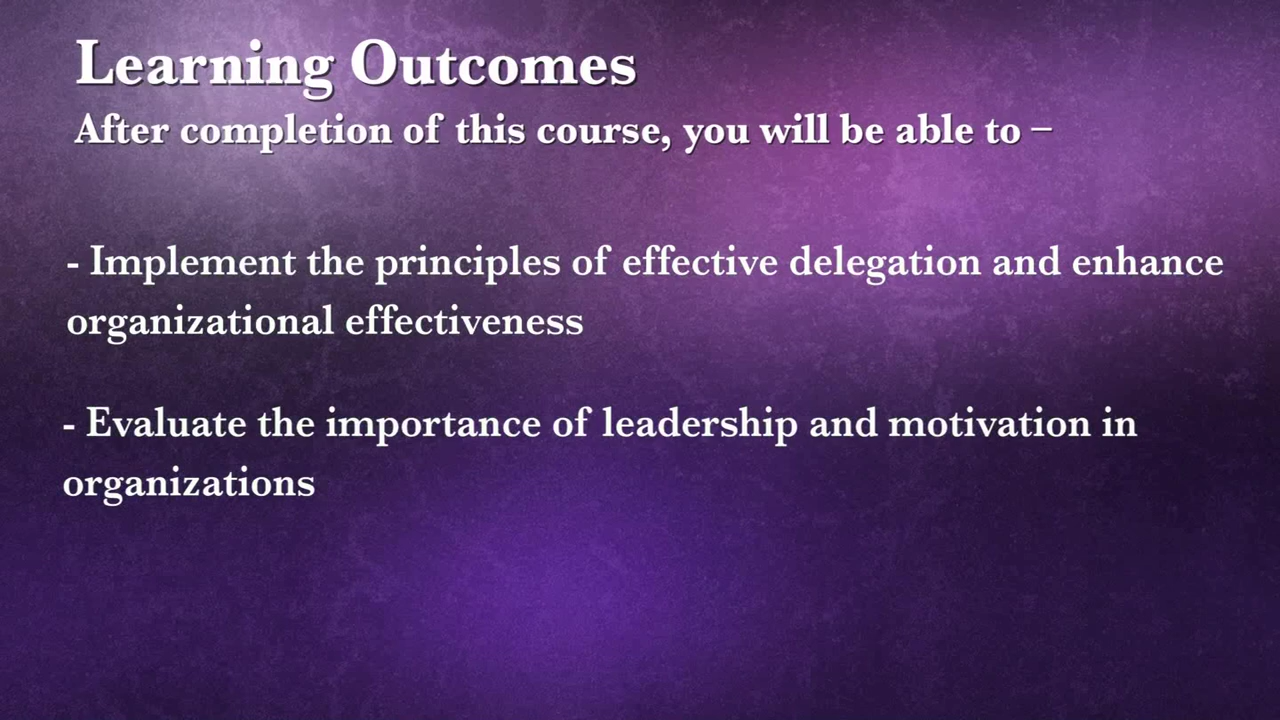 Learning Outcomes
After completion of this course, you will be able to –
- Implement the principles of effective delegation and enhance
organizational effectiveness
- Evaluate the importance of leadership and motivation in
organizations